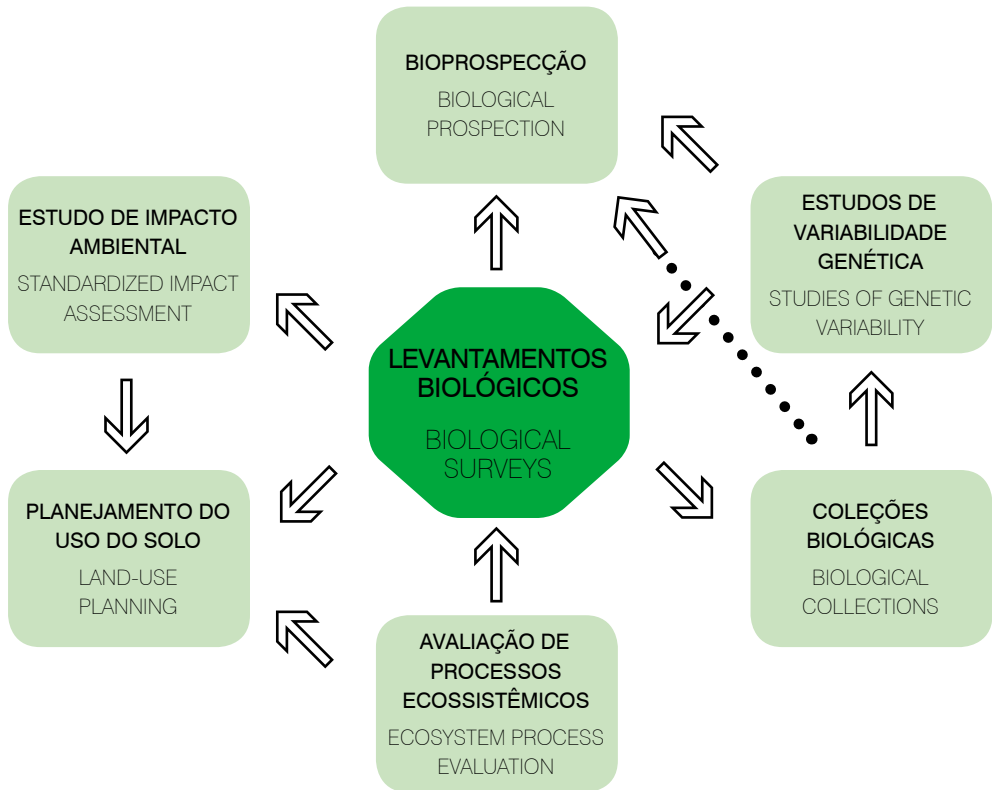 BIOPROSPECÇÃO
BIOLOGICAL
PROSPECTION
ESTUDO DE IMPACTO
AMBIENTAL
STANDARDIZED IMPACT
ASSESSMENT
ESTUDOS DE
VARIABILIDADE
GENÉTICA
STUDIES OF GENETIC
VARIABILITY
LEVANTAMENTOS
BIOLÓGICOS
BIOLOGICAL
SURVEYS
PLANEJAMENTO DO
USO DO SOLO
LAND-USE
PLANNING
COLEÇÕES
BIOLÓGICAS
BIOLOGICAL
COLLECTIONS
AVALIAÇÃO DE
PROCESSOS
ECOSSISTÊMICOS
ECOSYSTEM PROCESS
EVALUATION